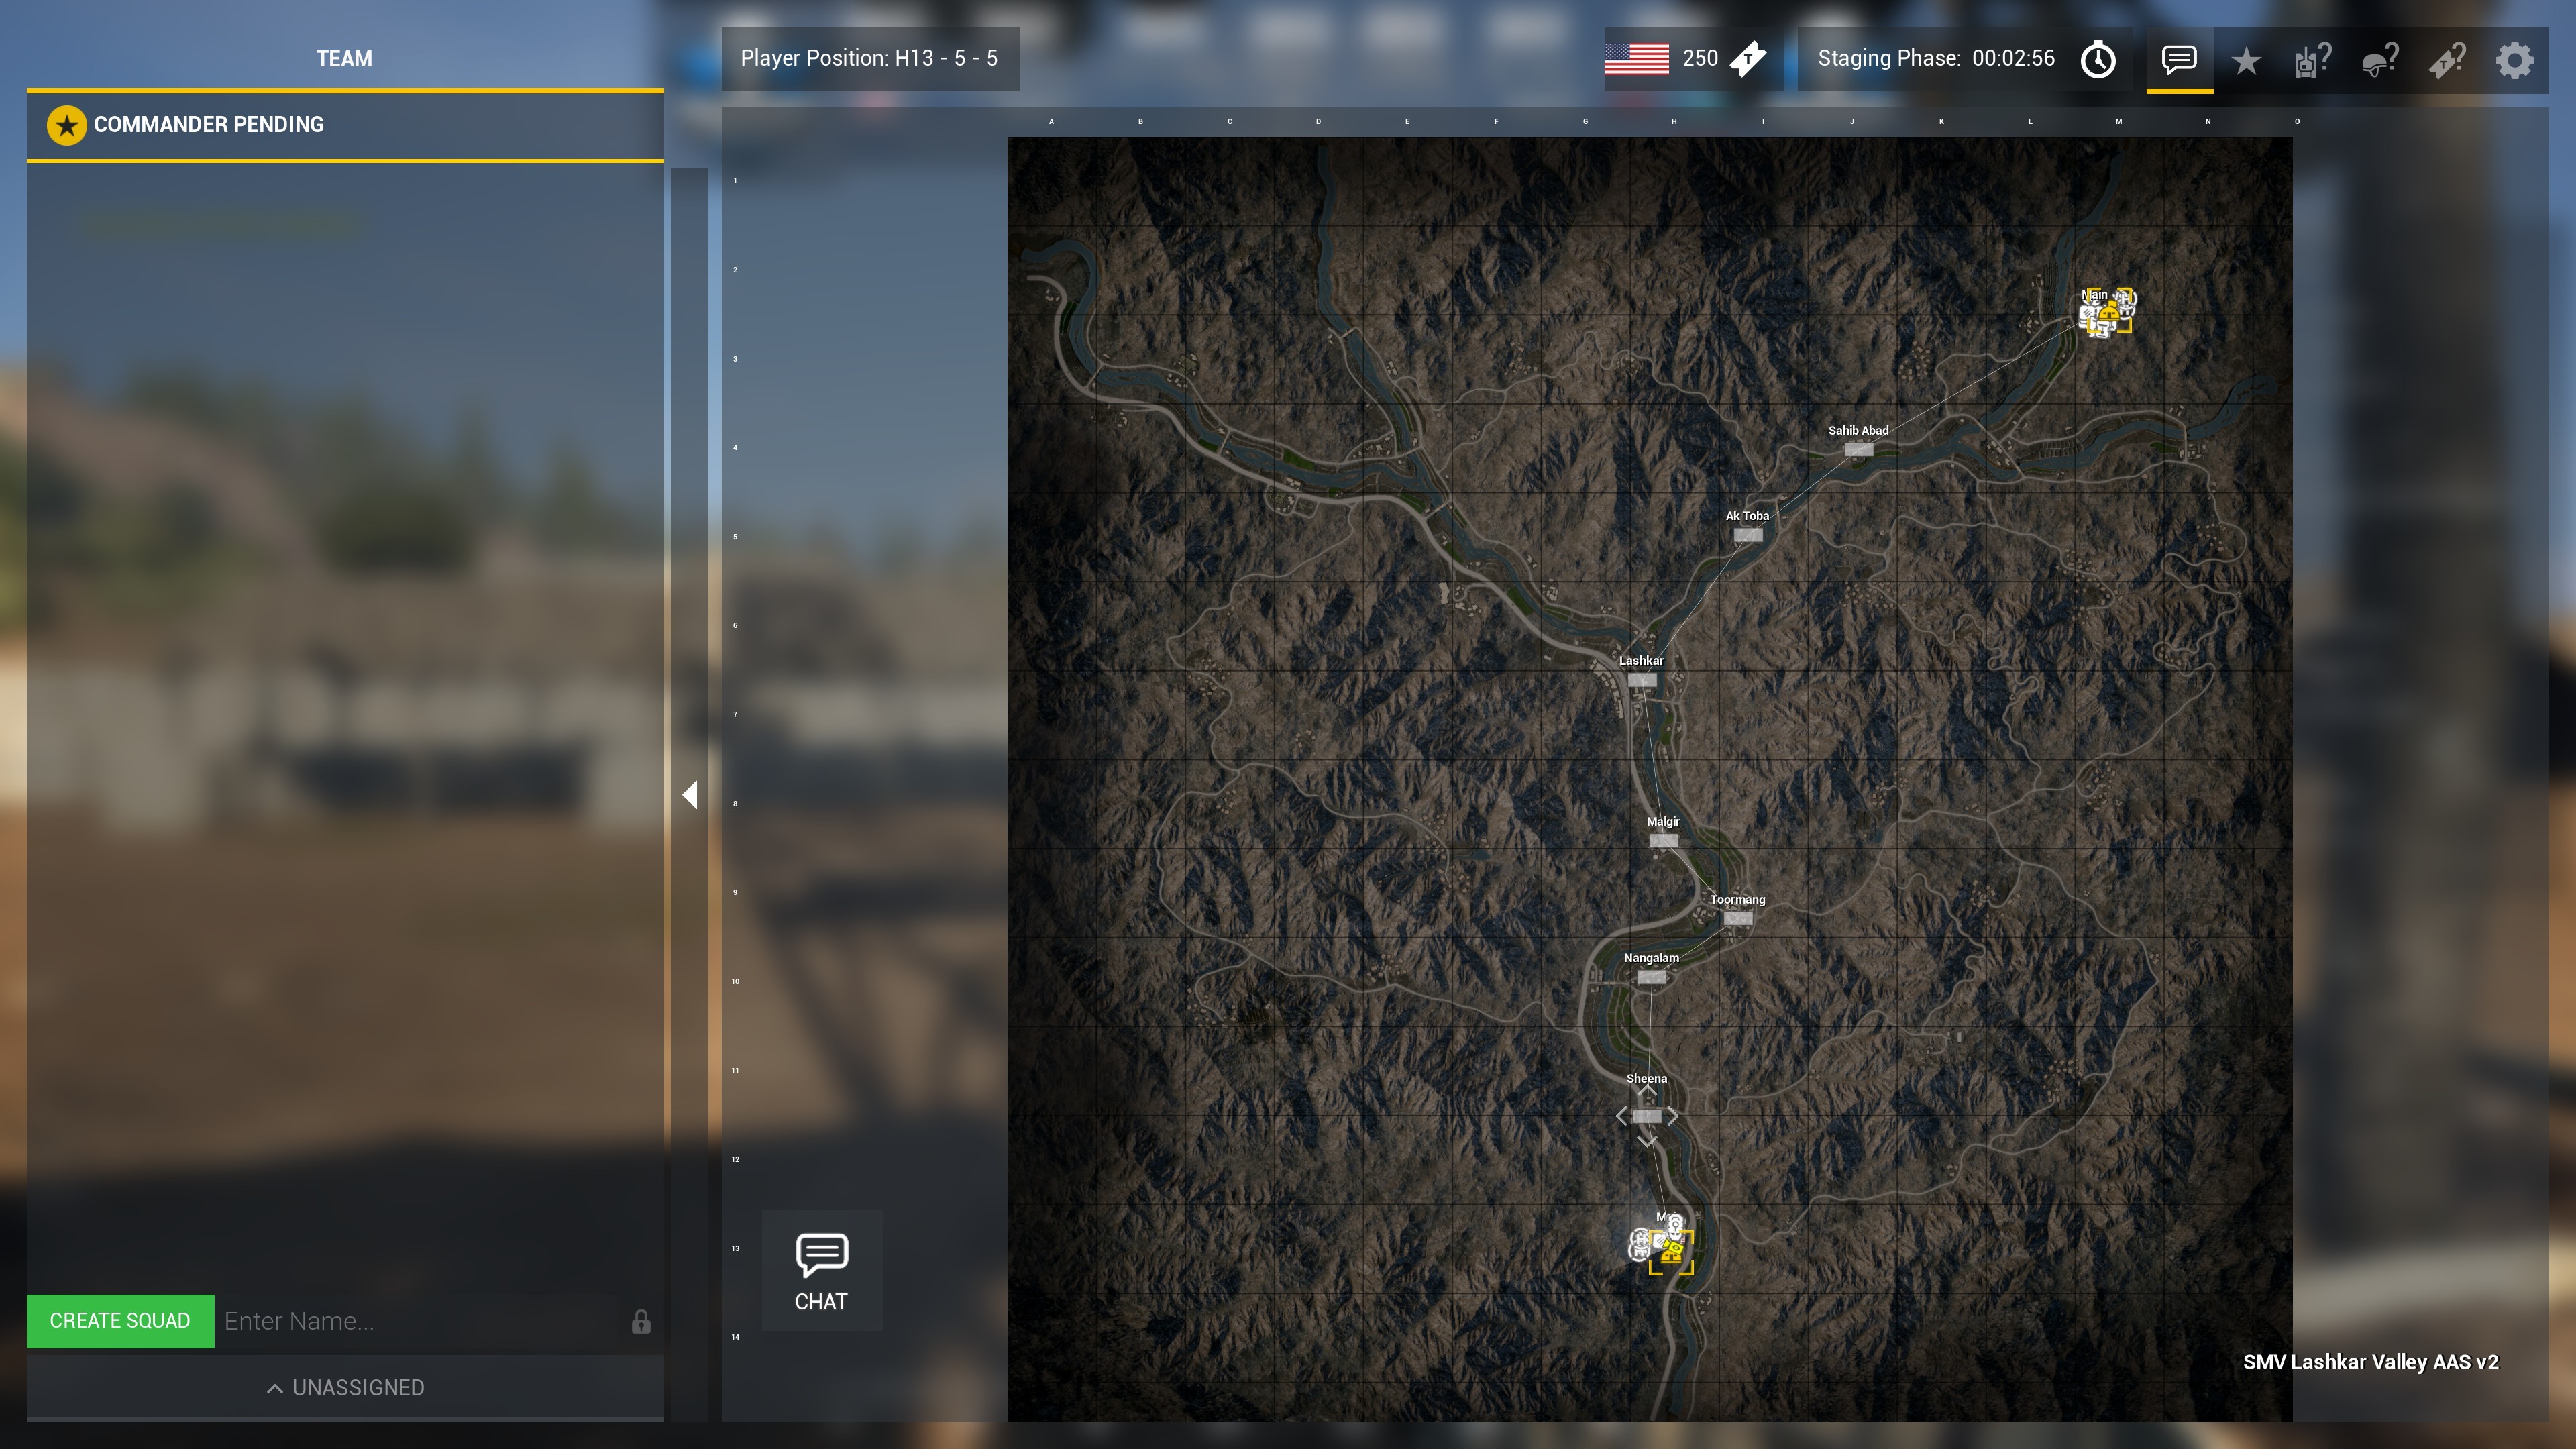 TEAM
Player Position: H13 - 5 - 5
250
T
Staging Phase: 00:02:56
?
?
T?
COMMANDER PENDING
A B C D E F G H I J K L M N O
1
2
Main
3
Sahib Abad
4
Ak Toba
5
6
Lashkar
7
8
Malgir
9
Toormang
Nangalam
10
11
Sheena
12
13
CHAT
CREATE SQUAD
Enter Name...
14
SMV Lashkar Valley AAS v2
UNASSIGNED